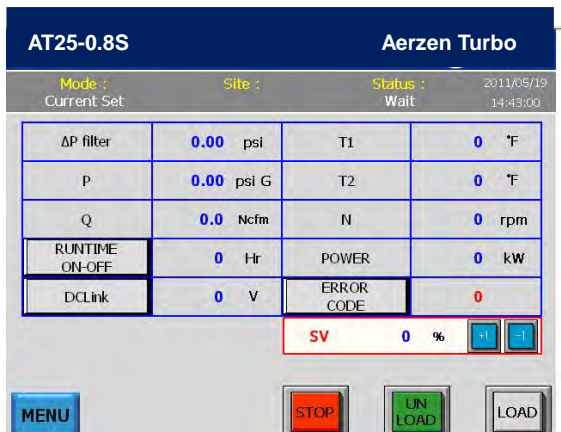 AT25-0.8S Aerzen Turbo
Mode : Site : Status : 2011/05/19
Current Set Wait 14:43:00
ΔP filter 0.00 psi T1 0 ℉
P 0.00 psi G T2 0 ℉
Q 0.0 Ncfm N 0 rpm
RUNTIME
ON-OFF 0 Hr POWER 0 kW
DCLink 0 V ERROR
CODE 0
SV 0 % +1 -1
MENU STOP UN
LOAD LOAD